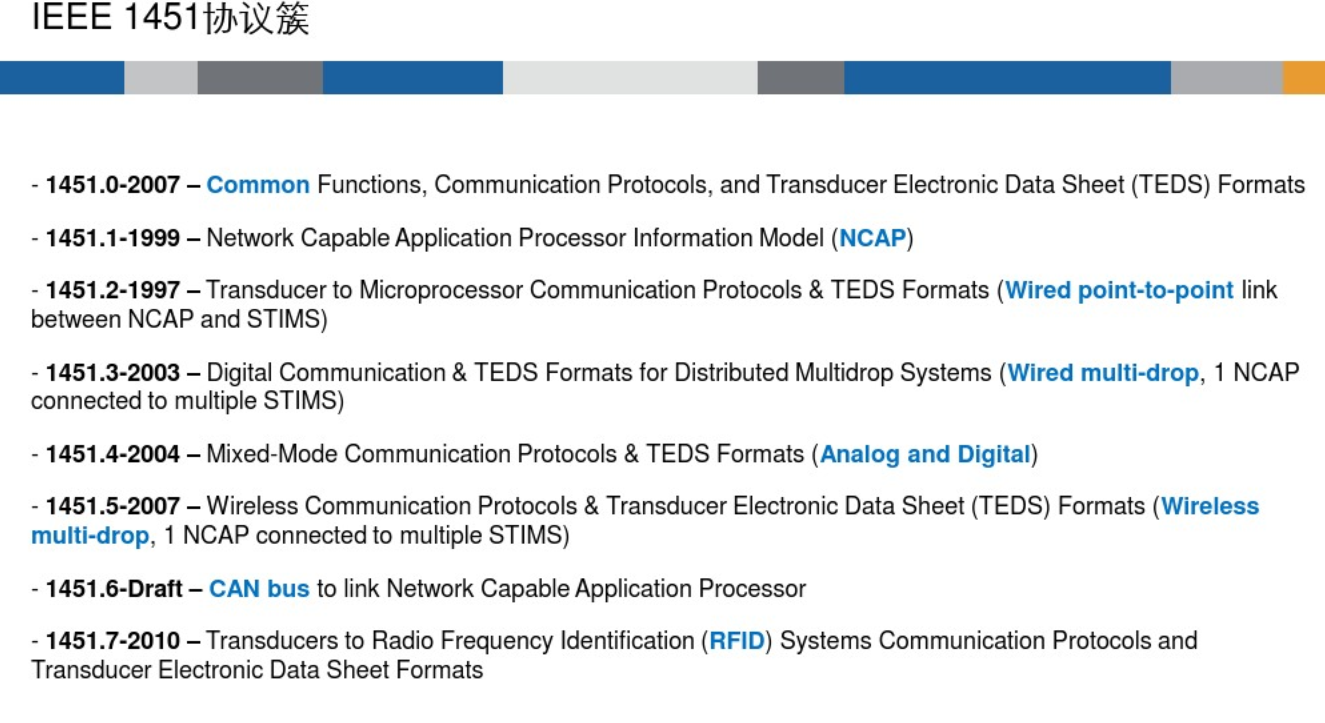 IEEE 1451协议簇
- 1451.0-2007 – Common Functions, Communication Protocols, and Transducer Electronic Data Sheet (TEDS) Formats
- 1451.1-1999 – Network Capable Application Processor Information Model (NCAP)
- 1451.2-1997 – Transducer to Microprocessor Communication Protocols & TEDS Formats (Wired point-to-point link
between NCAP and STIMS)
- 1451.3-2003 – Digital Communication & TEDS Formats for Distributed Multidrop Systems (Wired multi-drop, 1 NCAP
connected to multiple STIMS)
- 1451.4-2004 – Mixed-Mode Communication Protocols & TEDS Formats (Analog and Digital)
- 1451.5-2007 – Wireless Communication Protocols & Transducer Electronic Data Sheet (TEDS) Formats (Wireless
multi-drop, 1 NCAP connected to multiple STIMS)
- 1451.6-Draft – CAN bus to link Network Capable Application Processor
- 1451.7-2010 – Transducers to Radio Frequency Identification (RFID) Systems Communication Protocols and
Transducer Electronic Data Sheet Formats